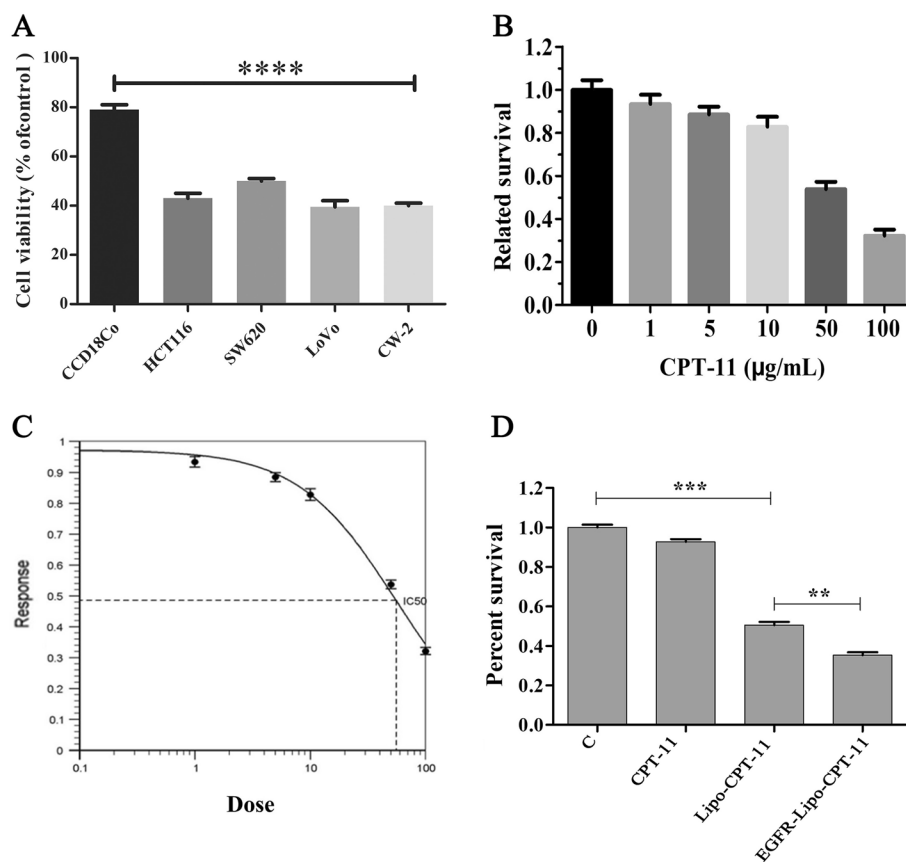 A
Cell viability (% ofcontrol )
100
80
60
40
20
0
****
CCD18Co
HCT116
SW620
LoVo
CW-2
B
Related survival
1.2
1.0
0.8
0.6
0.4
0.2
0.0
0 1 5 10 50 100
CPT-11 (µg/mL)
C
Response
1
0.9
0.8
0.7
0.6
0.5
0.4
0.3
0.2
0.1
0
IC50
0.1 1 10 100
Dose
D
Percent survival
1.2
1.0
0.8
0.6
0.4
0.2
0.0
***
**
C
CPT-11
Lipo-CPT-11
EGFR-Lipo-CPT-11